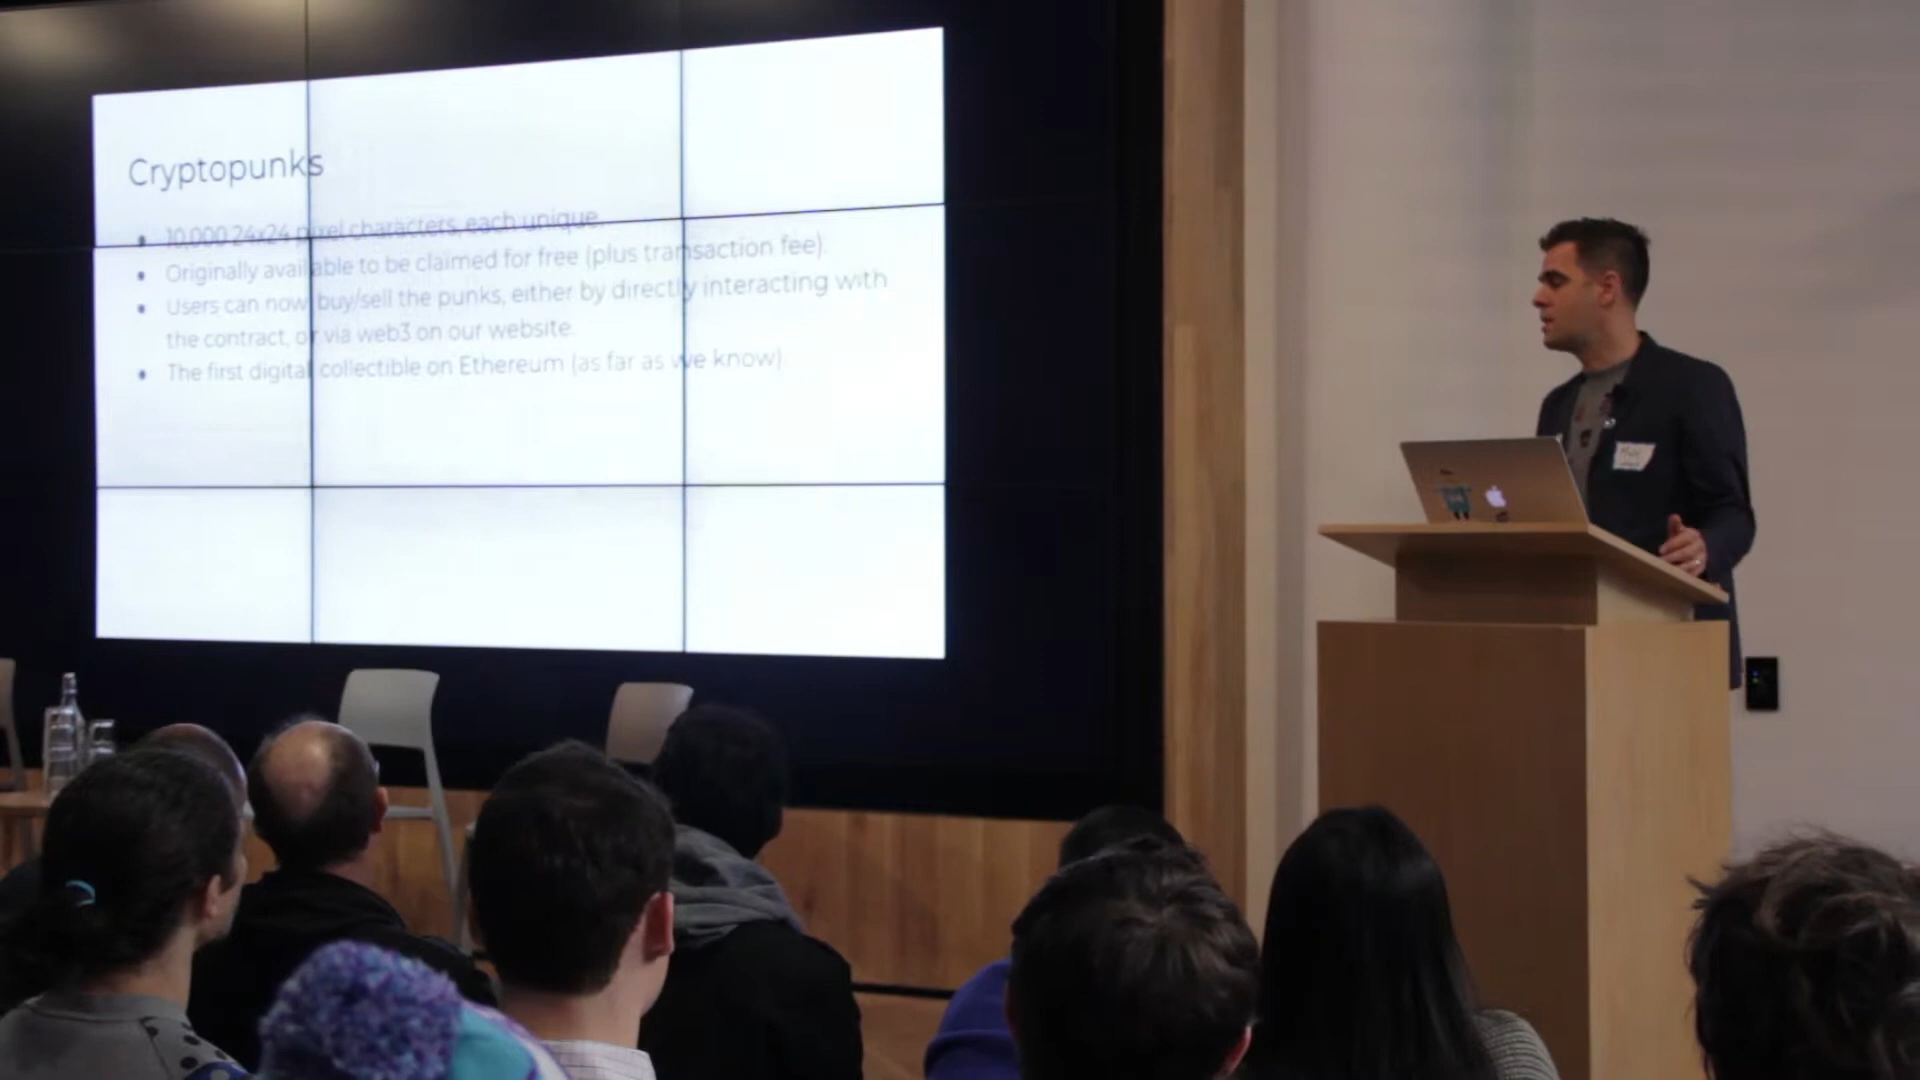 Cryptopunks
10,000 24x24 pixel characters, each unique.
Originally available to be claimed for free (plus transaction fee).
Users can now buy/sell the punks, either by directly interacting with
the contract, or via web3 on our website.
The first digital collectible on Ethereum (as far as we know).